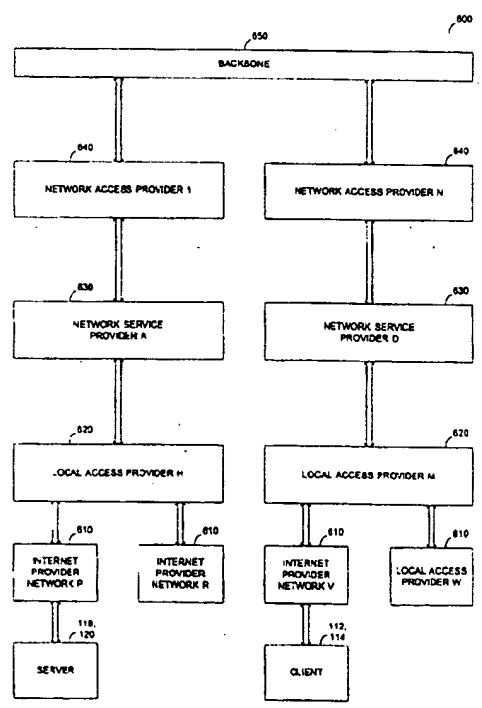 600
650
BACKBONE
640
640
NETWORK ACCESS PROVIDER 1
NETWORK ACCESS PROVIDER N
630
630
NETWORK SERVICE
PROVIDER A
NETWORK SERVICE
PROVIDER D
620
620
LOCAL ACCESS PROVIDER H
LOCAL ACCESS PROVIDER M
610
610
610
610
INTERNET
PROVIDER
NETWORK P
INTERNET
PROVIDER
NETWORK R
INTERNET
PROVIDER
NETWORK V
LOCAL ACCESS
PROVIDER W
118,
120
112,
114
SERVER
CLIENT